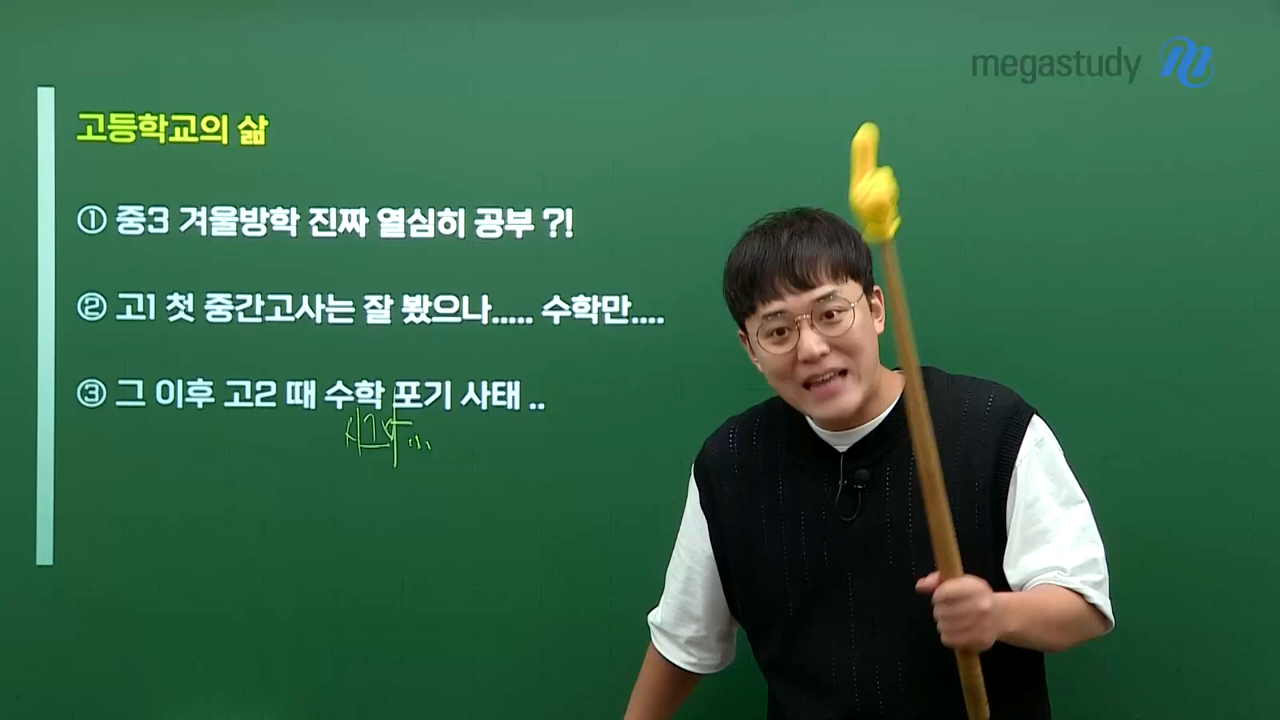 megastudy
고등학교의 삶
① 중3 겨울방학 진짜 열심히 공부 ?!
② 고1 첫 중간고사는 잘 봤으나..... 수학만....
③ 그 이후 고2 때 수학 포기 사태 ..